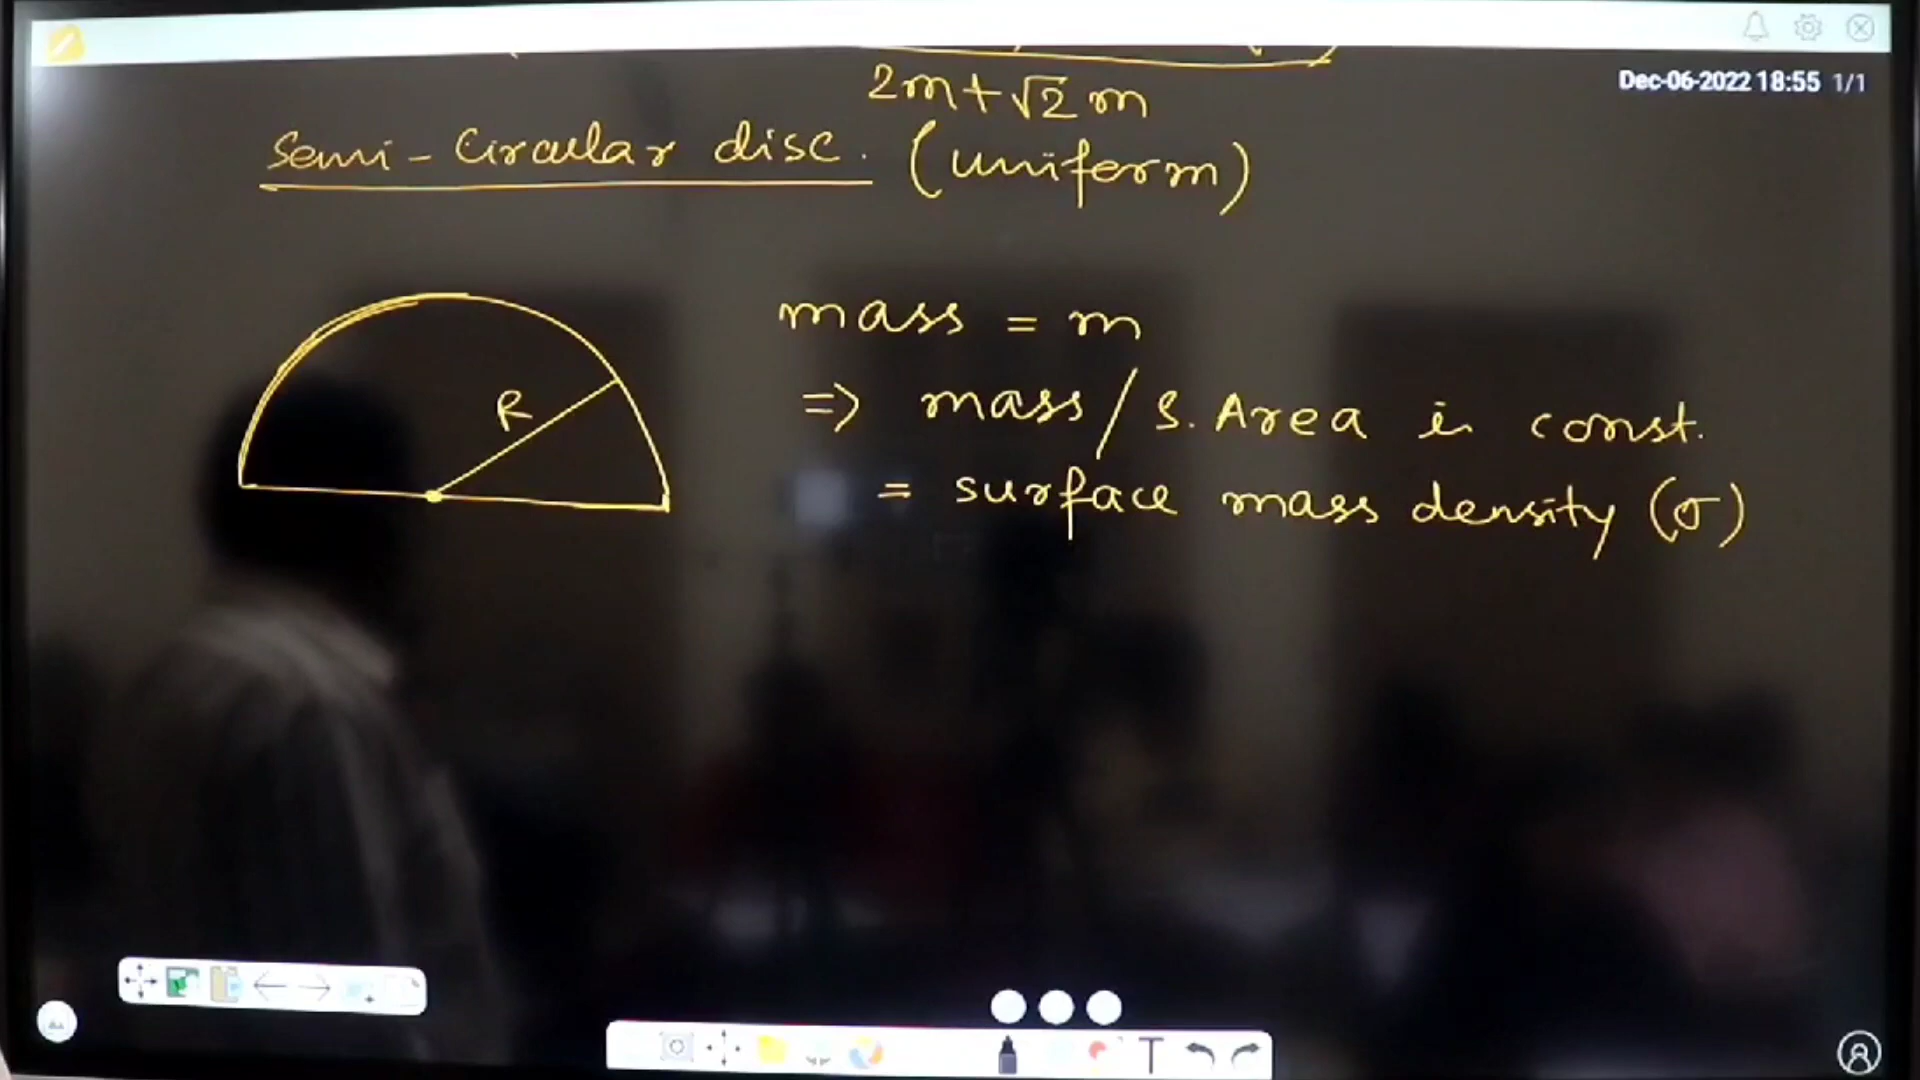 Dec-06-2022 18:55 1/1
2m+√2 m
Semi-Circular disc. (uniform)
mass = m
R
=> mass/S.Area is const.
= surface mass density (σ)
T